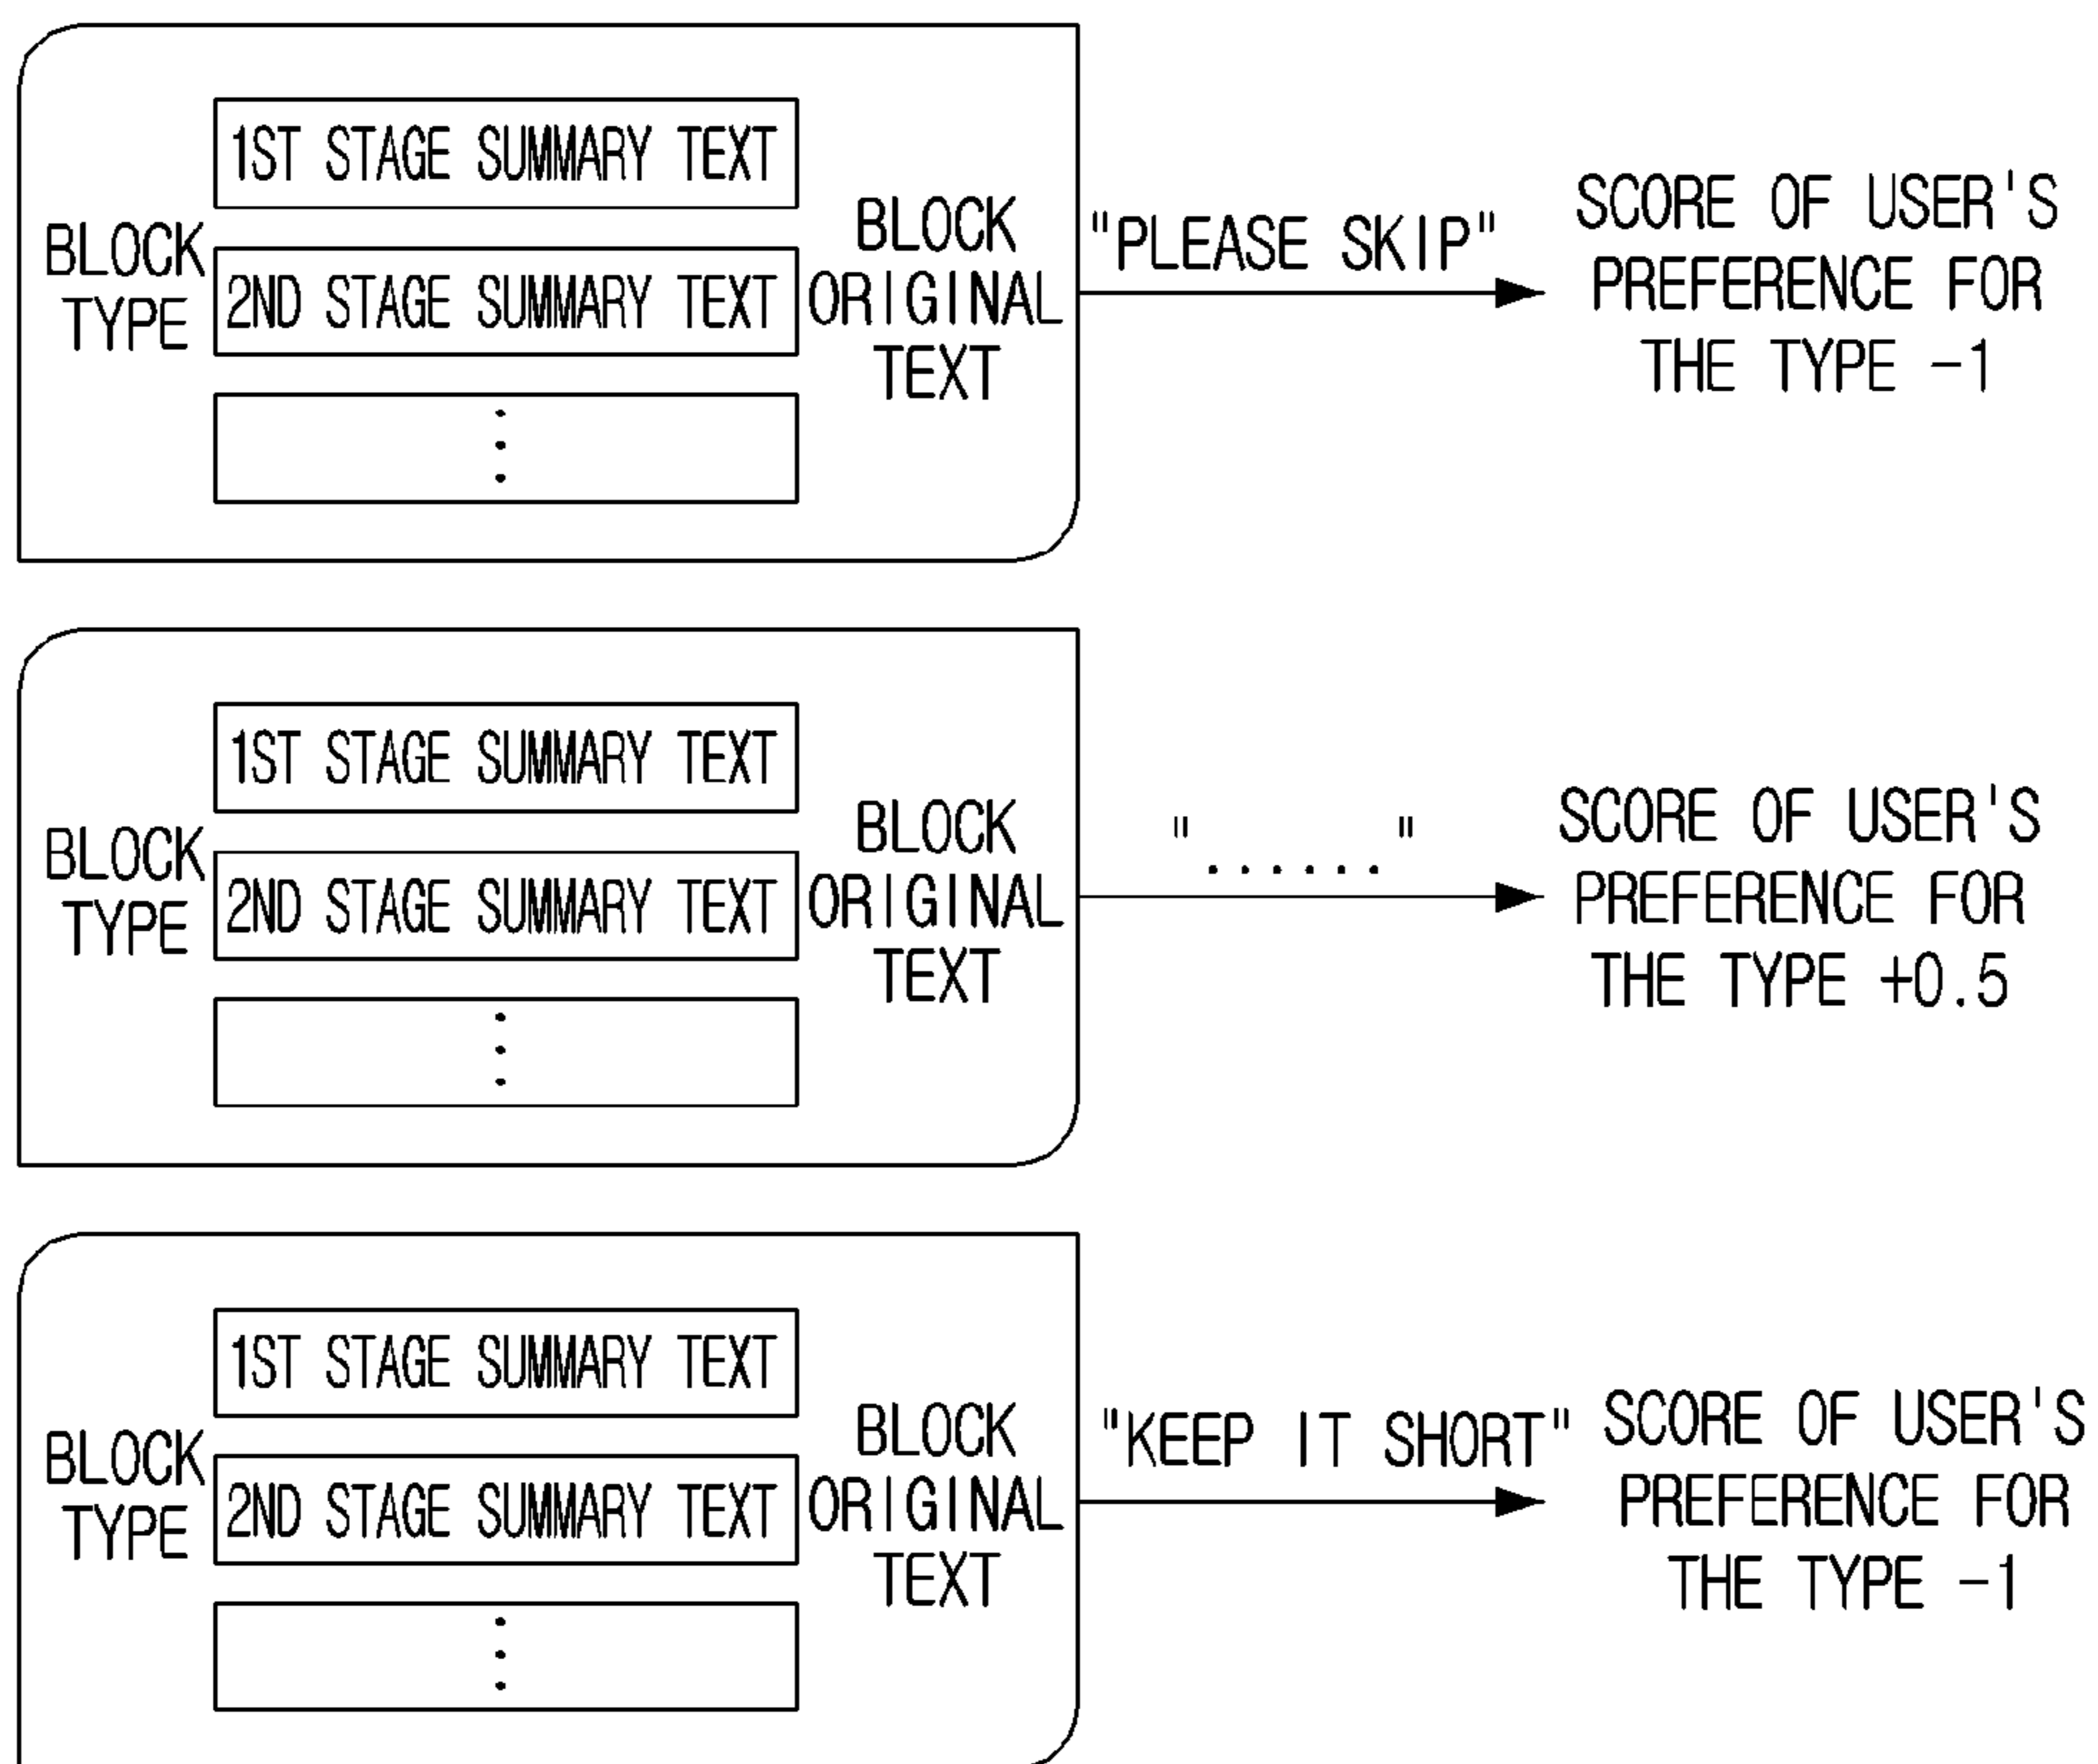 BLOCK
TYPE
1ST STAGE SUMMARY TEXT
2ND STAGE SUMMARY TEXT
⋮
BLOCK
ORIGINAL
TEXT
"PLEASE SKIP"
SCORE OF USER'S
PREFERENCE FOR
THE TYPE -1
BLOCK
TYPE
1ST STAGE SUMMARY TEXT
2ND STAGE SUMMARY TEXT
⋮
BLOCK
ORIGINAL
TEXT
"......"
SCORE OF USER'S
PREFERENCE FOR
THE TYPE +0.5
BLOCK
TYPE
1ST STAGE SUMMARY TEXT
2ND STAGE SUMMARY TEXT
⋮
BLOCK
ORIGINAL
TEXT
"KEEP IT SHORT"
SCORE OF USER'S
PREFERENCE FOR
THE TYPE -1